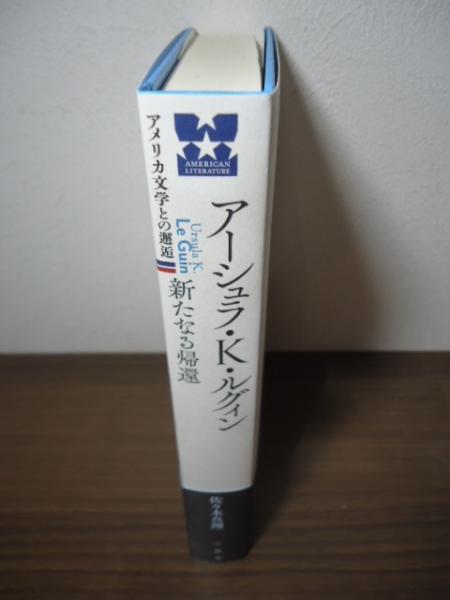 AMERICAN
LITERATURE
アメリカ文学との邂逅
アーシュラ・K・ルグィン
Ursula K.
Le Guin
新たなる帰還